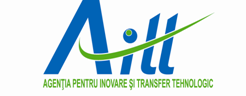 Aitt
AGENȚIA PENTRU INOVARE ȘI TRANSFER TEHNOLOGIC